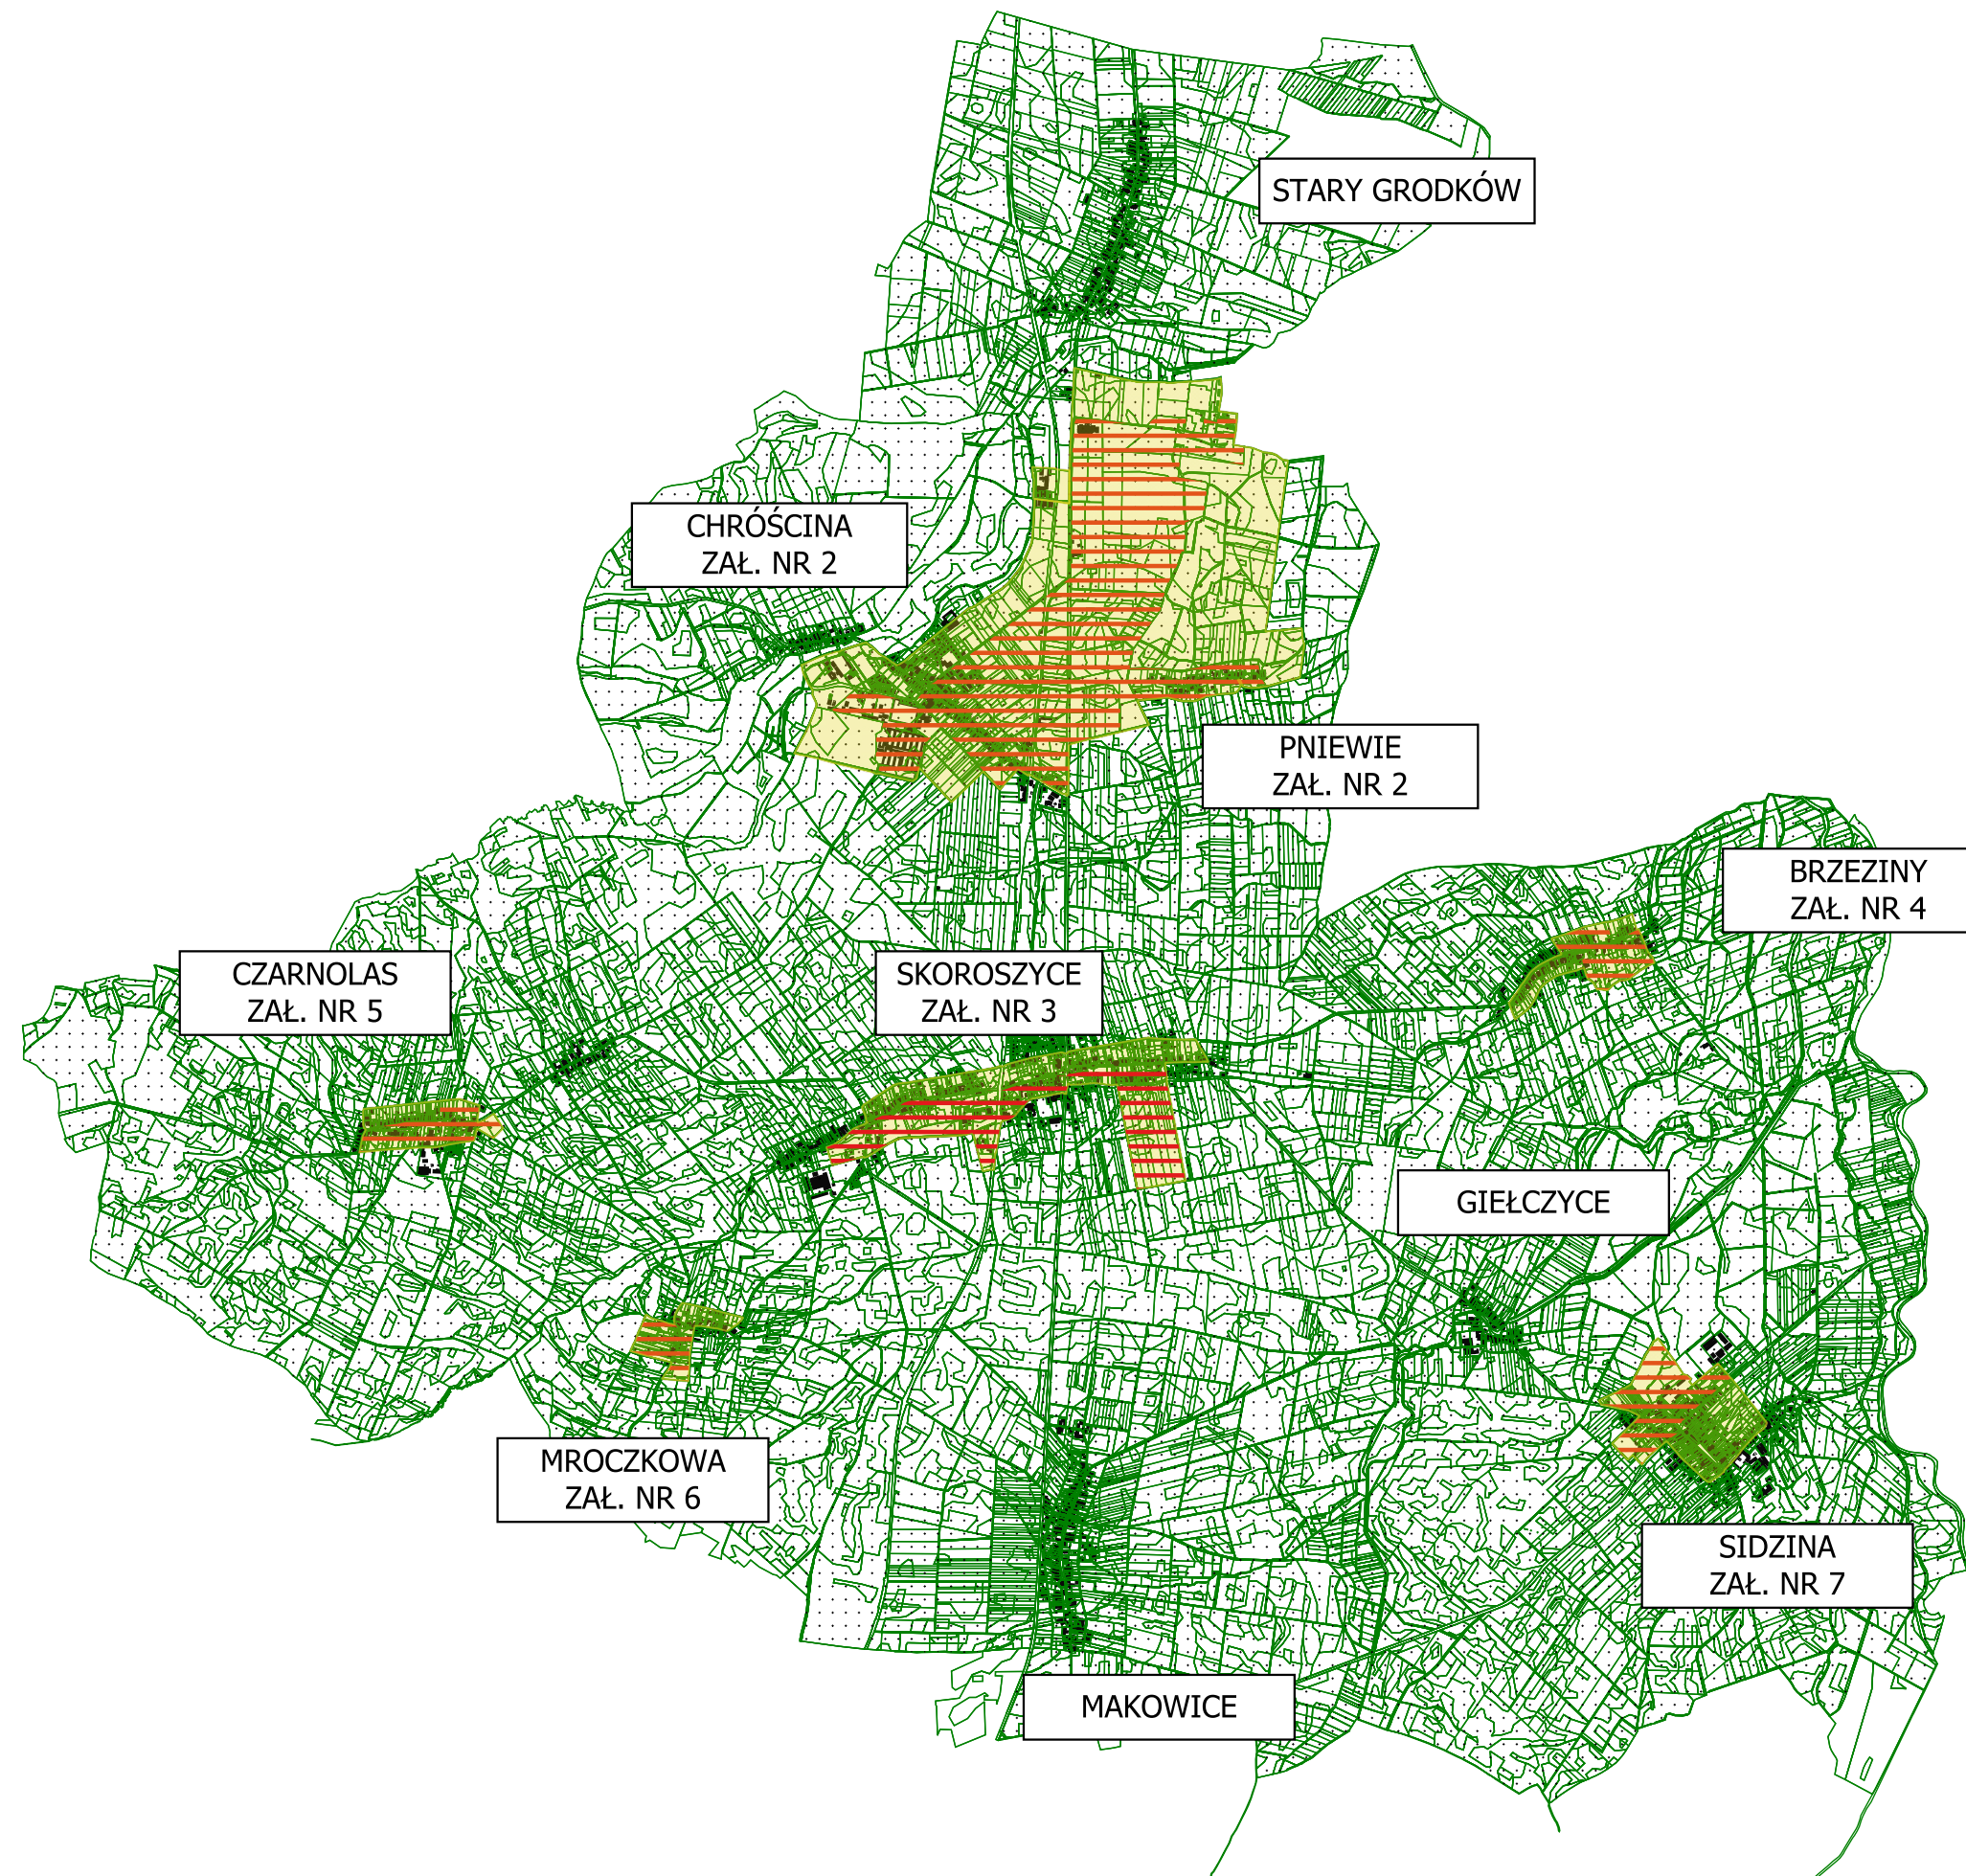 STARY GRODKÓW
CHRÓŚCINA
ZAŁ. NR 2
PNIEWIE
ZAŁ. NR 2
BRZEZINY
ZAŁ. NR 4
CZARNOLAS
ZAŁ. NR 5
SKOROSZYCE
ZAŁ. NR 3
GIEŁCZYCE
MROCZKOWA
ZAŁ. NR 6
SIDZINA
ZAŁ. NR 7
MAKOWICE